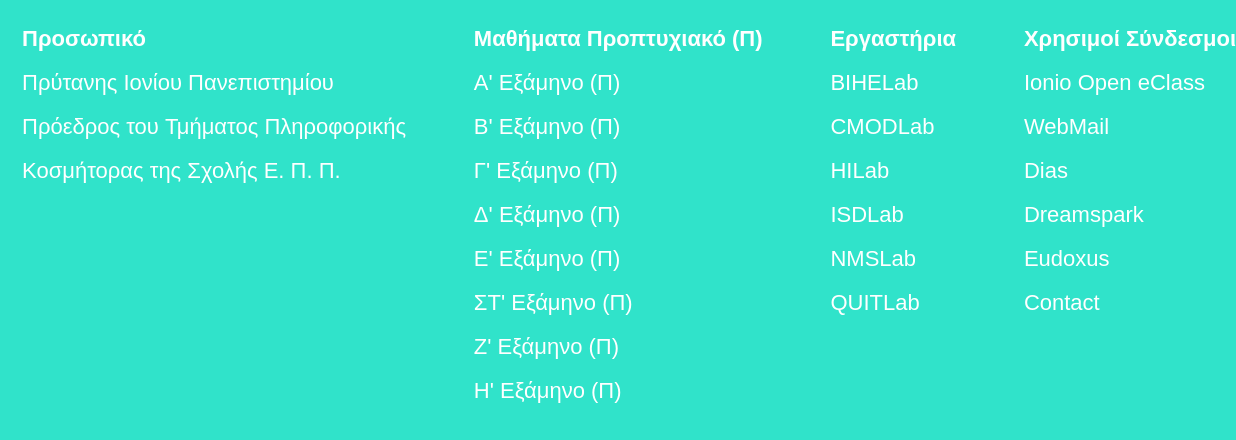 Προσωπικό
Πρύτανης Ιονίου Πανεπιστημίου
Πρόεδρος του Τμήματος Πληροφορικής
Κοσμήτορας της Σχολής Ε. Π. Π.
Μαθήματα Προπτυχιακό (Π)
Α' Εξάμηνο (Π)
Β' Εξάμηνο (Π)
Γ' Εξάμηνο (Π)
Δ' Εξάμηνο (Π)
Ε' Εξάμηνο (Π)
ΣΤ' Εξάμηνο (Π)
Ζ' Εξάμηνο (Π)
Η' Εξάμηνο (Π)
Εργαστήρια
BIHELab
CMODLab
HILab
ISDLab
NMSLab
QUITLab
Χρησιμοί Σύνδεσμοι
Ionio Open eClass
WebMail
Dias
Dreamspark
Eudoxus
Contact